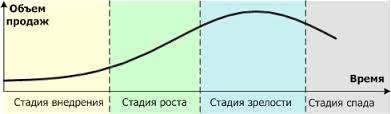 Объем
продаж
Время
Стадия внедрения
Стадия роста
Стадия зрелости
Стадия спада